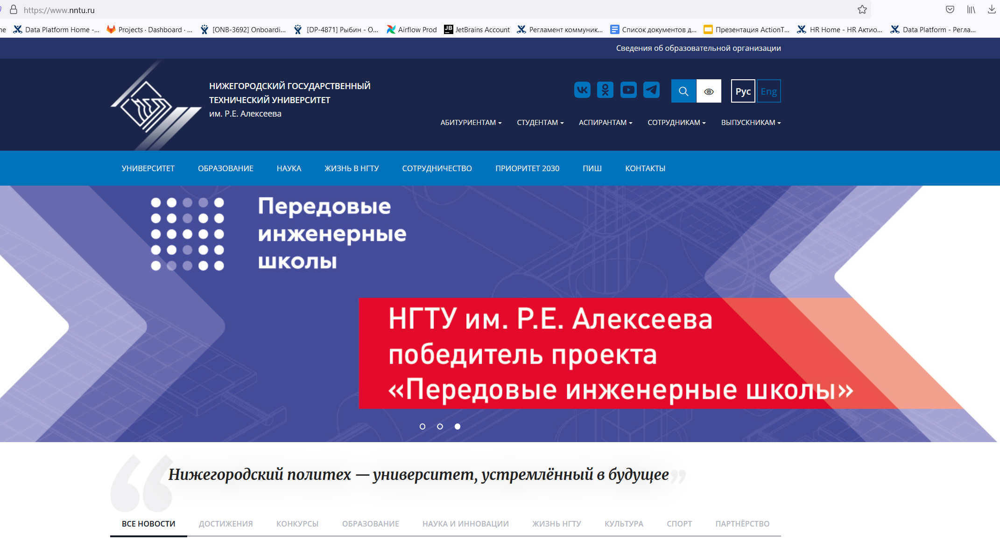 https://www.nntu.ru
Data Platform Home -... Projects · Dashboard · ... [ONB-3692] Onboardi... [DP-4871] Рыбин - О... Airflow Prod JetBrains Account Регламент коммуник... Список документов д... Презентация ActionT... HR Home - HR Актио... Data Platform - Регла...
Сведения об образовательной организации
НИЖЕГОРОДСКИЙ ГОСУДАРСТВЕННЫЙ
ТЕХНИЧЕСКИЙ УНИВЕРСИТЕТ
им. Р.Е. Алексеева
Рус Eng
АБИТУРИЕНТАМ СТУДЕНТАМ АСПИРАНТАМ СОТРУДНИКАМ ВЫПУСКНИКАМ
УНИВЕРСИТЕТ ОБРАЗОВАНИЕ НАУКА ЖИЗНЬ В НГТУ СОТРУДНИЧЕСТВО ПРИОРИТЕТ 2030 ПИШ КОНТАКТЫ
Передовые
инженерные
школы
НГТУ им. Р.Е. Алексеева
победитель проекта
«Передовые инженерные школы»
“Нижегородский политех — университет, устремлённый в будущее”
ВСЕ НОВОСТИ ДОСТИЖЕНИЯ КОНКУРСЫ ОБРАЗОВАНИЕ НАУКА И ИННОВАЦИИ ЖИЗНЬ НГТУ КУЛЬТУРА СПОРТ ПАРТНЁРСТВО